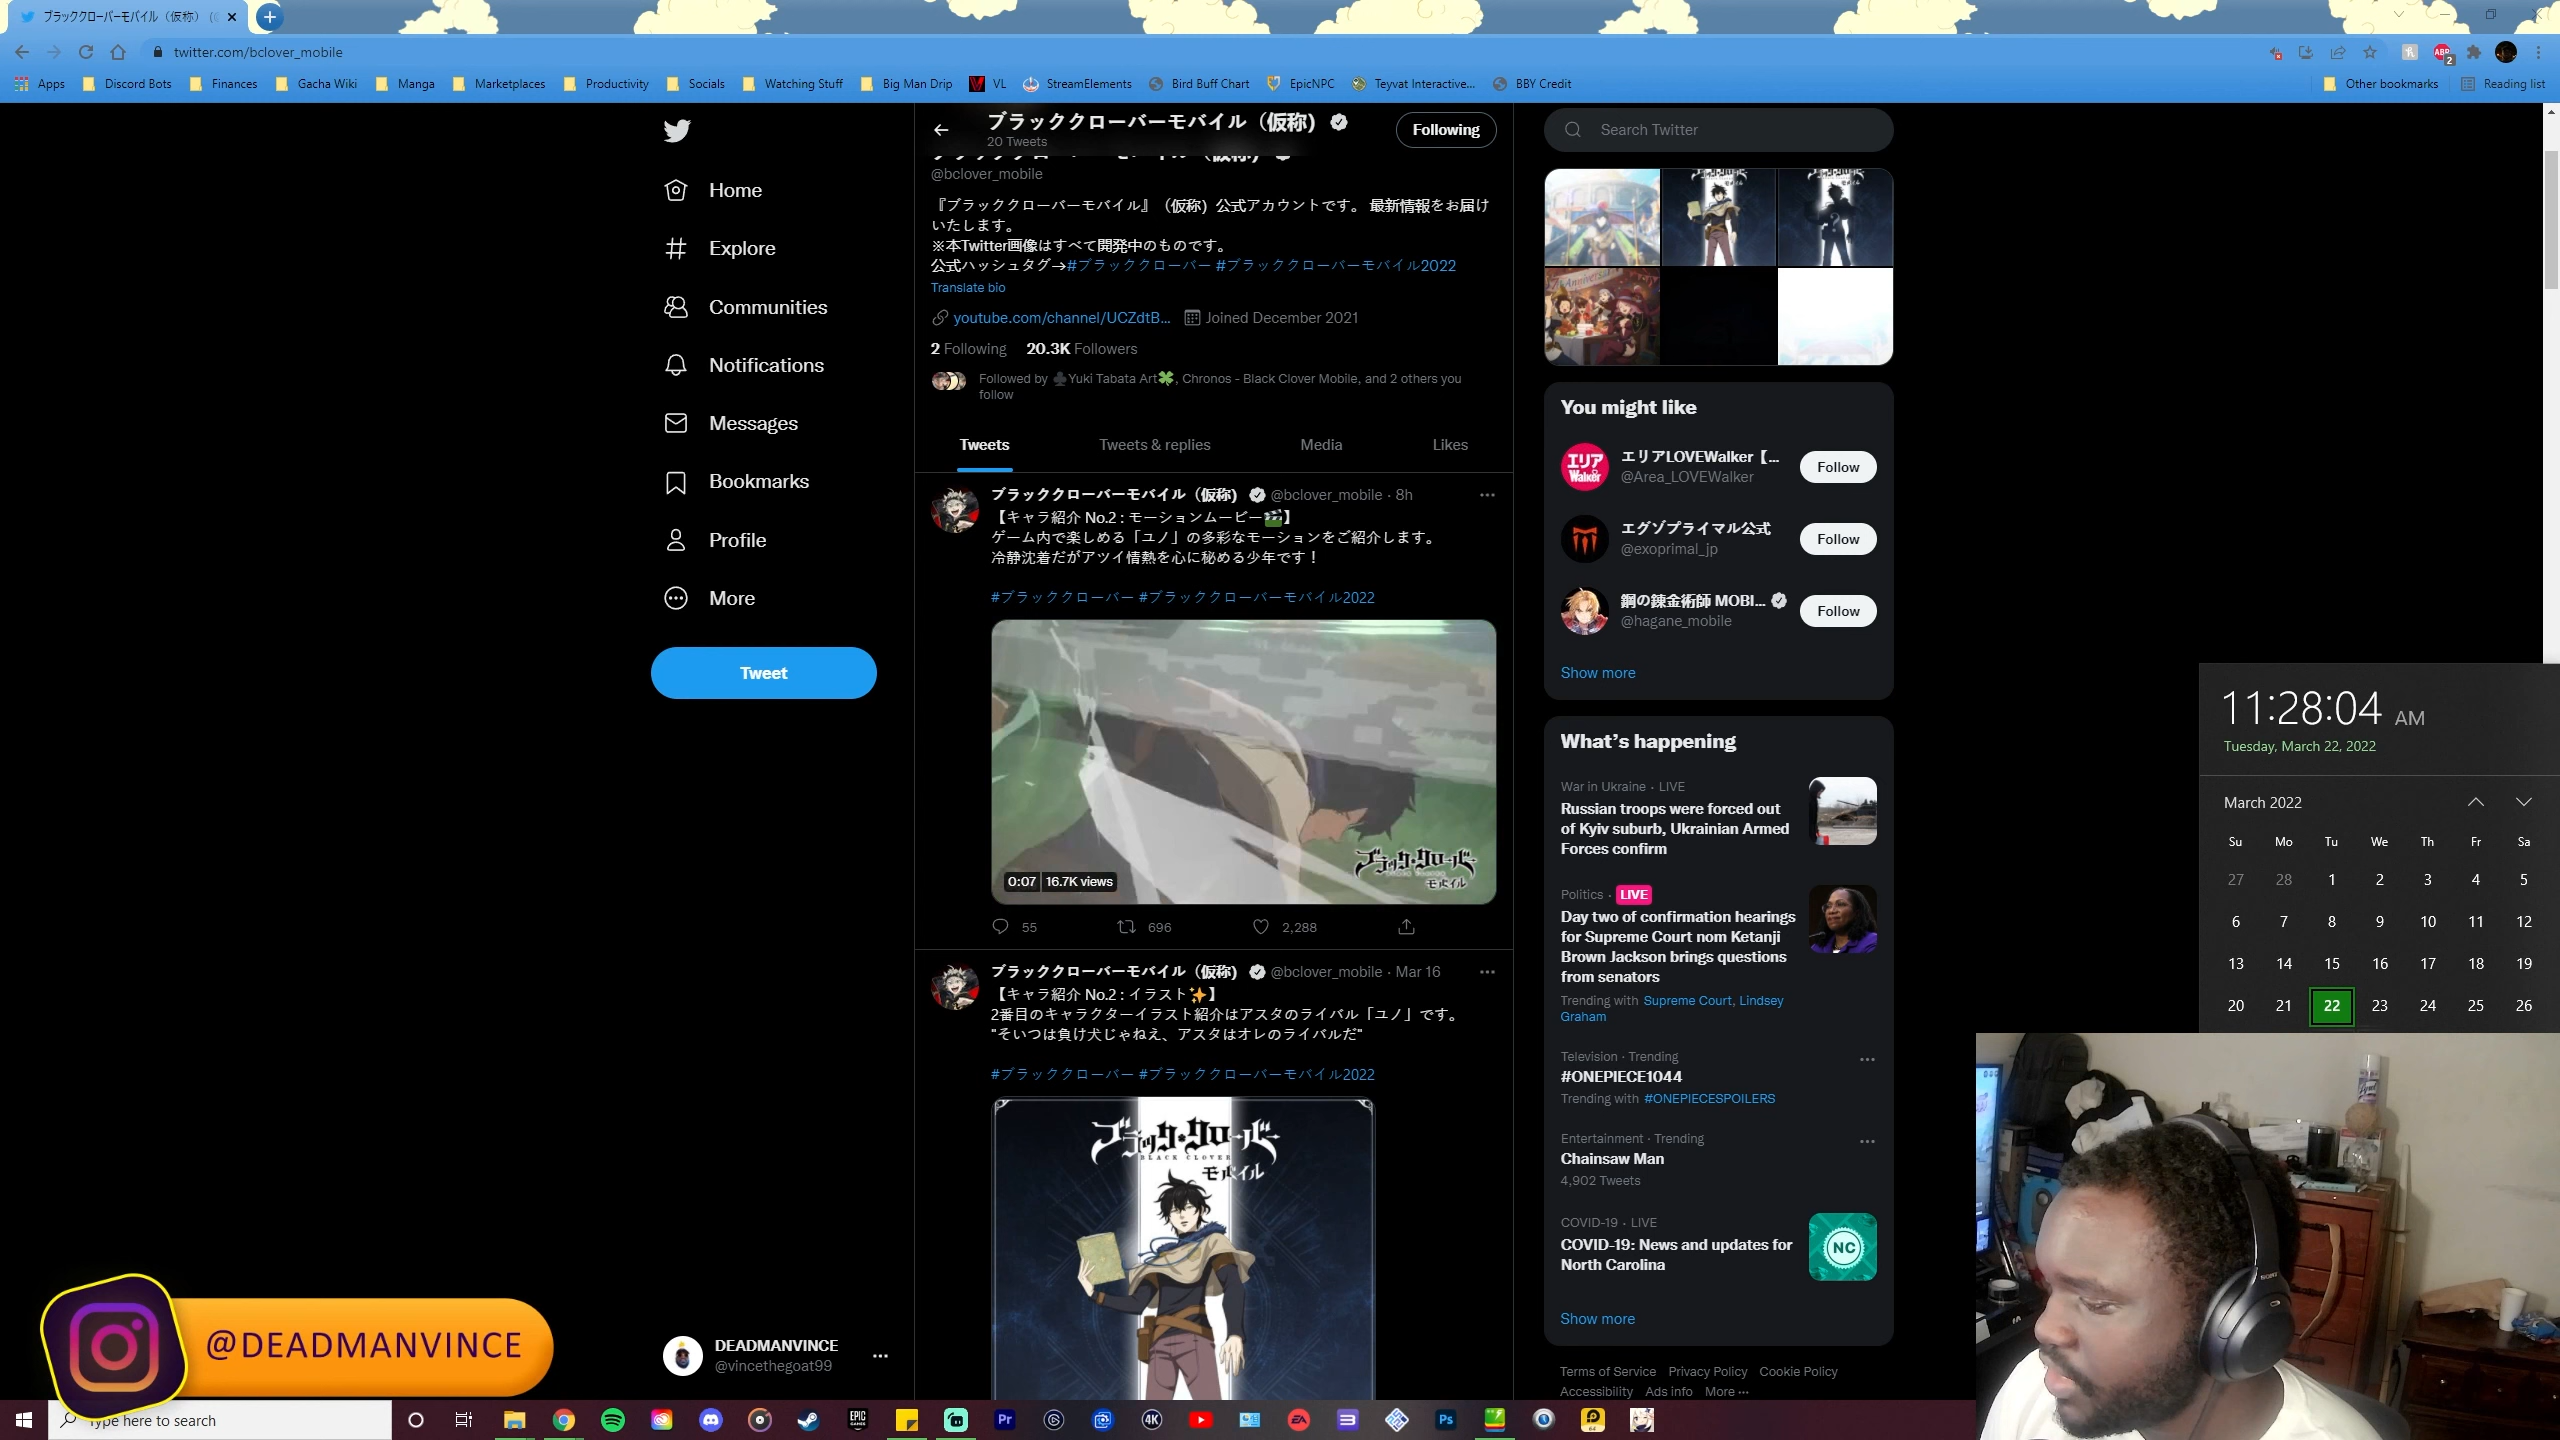 ブラッククローバーモバイル（仮称）
twitter.com/bclover_mobile
Apps
Discord Bots
Finances
Gacha Wiki
Manga
Marketplaces
Productivity
Socials
Watching Stuff
Big Man Drip
VL
StreamElements
Bird Buff Chart
EpicNPC
Teyvat Interactive...
BBY Credit
Other bookmarks
Reading list
Home
Explore
Communities
Notifications
Messages
Bookmarks
Profile
More
Tweet
DEADMANVINCE
@vincethegoat99
ブラッククローバーモバイル（仮称）
20 Tweets
Following
@bclover_mobile
『ブラッククローバーモバイル』（仮称）公式アカウントです。 最新情報をお届け
いたします。
※本Twitter画像はすべて開発中のものです。
公式ハッシュタグ→#ブラッククローバー #ブラッククローバーモバイル2022
Translate bio
youtube.com/channel/UCZdtB... Joined December 2021
2 Following 20.3K Followers
Followed by ♣Yuki Tabata Art🍀, Chronos - Black Clover Mobile, and 2 others you
follow
Tweets
Tweets & replies
Media
Likes
ブラッククローバーモバイル（仮称） @bclover_mobile · 8h
【キャラ紹介 No.2 : モーションムービー🎬】
ゲーム内で楽しめる「ユノ」の多彩なモーションをご紹介します。
冷静沈着だがアツイ情熱を心に秘める少年です！
#ブラッククローバー #ブラッククローバーモバイル2022
ブラック・クローバー
モバイル
0:07 16.7K views
55
696
2,288
ブラッククローバーモバイル（仮称） @bclover_mobile · Mar 16
【キャラ紹介 No.2 : イラスト✨】
2番目のキャラクターイラスト紹介はアスタのライバル「ユノ」です。
"そいつは負け犬じゃねえ、アスタはオレのライバルだ"
#ブラッククローバー #ブラッククローバーモバイル2022
ブラック・クローバー
BLACK CLOVER
モバイル
Search Twitter
You might like
エリアLOVEWalker【...
@Area_LOVEWalker
Follow
エグゾプライマル公式
@exoprimal_jp
Follow
鋼の錬金術師 MOBI...
@hagane_mobile
Follow
Show more
What's happening
War in Ukraine · LIVE
Russian troops were forced out
of Kyiv suburb, Ukrainian Armed
Forces confirm
Politics · LIVE
Day two of confirmation hearings
for Supreme Court nom Ketanji
Brown Jackson brings questions
from senators
Trending with Supreme Court, Lindsey
Graham
Television · Trending
#ONEPIECE1044
Trending with #ONEPIECESPOILERS
Entertainment · Trending
Chainsaw Man
4,902 Tweets
COVID-19 · LIVE
COVID-19: News and updates for
North Carolina
NC
Show more
Terms of Service Privacy Policy Cookie Policy
Accessibility Ads info More ···
11:28:04 AM
Tuesday, March 22, 2022
March 2022
Su Mo Tu We Th Fr Sa
27 28 1 2 3 4 5
6 7 8 9 10 11 12
13 14 15 16 17 18 19
20 21 22 23 24 25 26
@DEADMANVINCE
Type here to search